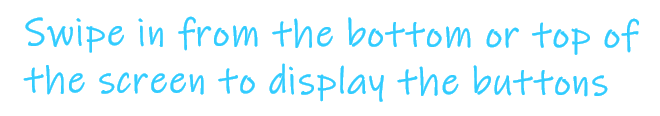 Swipe in from the bottom or top of
the screen to display the buttons